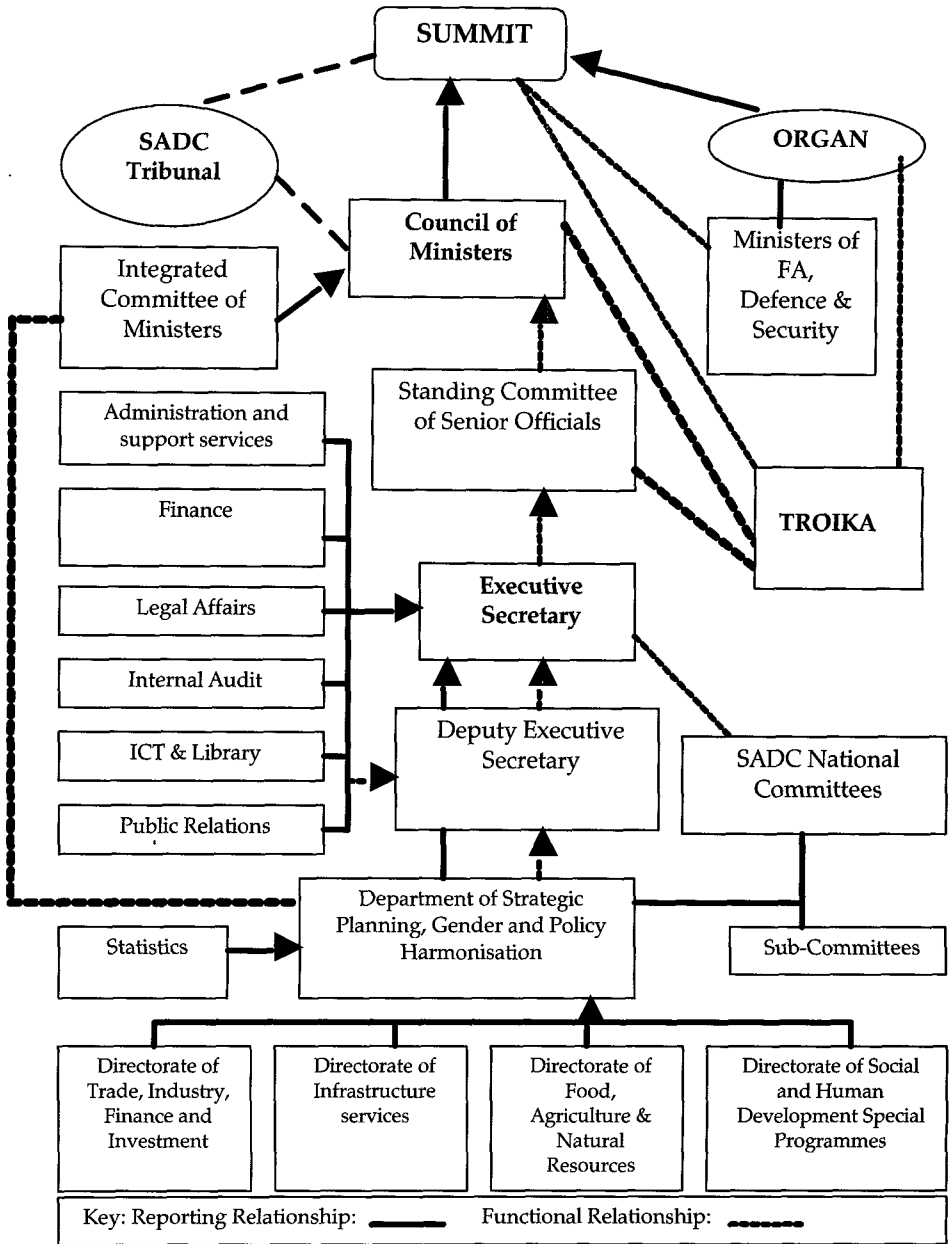 SUMMIT
SADC
Tribunal
ORGAN
Council of
Ministers
Ministers of
FA,
Defence &
Security
Integrated
Committee of
Ministers
Standing Committee
of Senior Officials
Administration and
support services
Finance
TROIKA
Legal Affairs
Executive
Secretary
Internal Audit
ICT & Library
Deputy Executive
Secretary
SADC National
Committees
Public Relations
Department of Strategic
Planning, Gender and Policy
Harmonisation
Statistics
Sub-Committees
Directorate of
Trade, Industry,
Finance and
Investment
Directorate of
Infrastructure
services
Directorate of
Food,
Agriculture &
Natural
Resources
Directorate of Social
and Human
Development Special
Programmes
Key: Reporting Relationship: Functional Relationship: